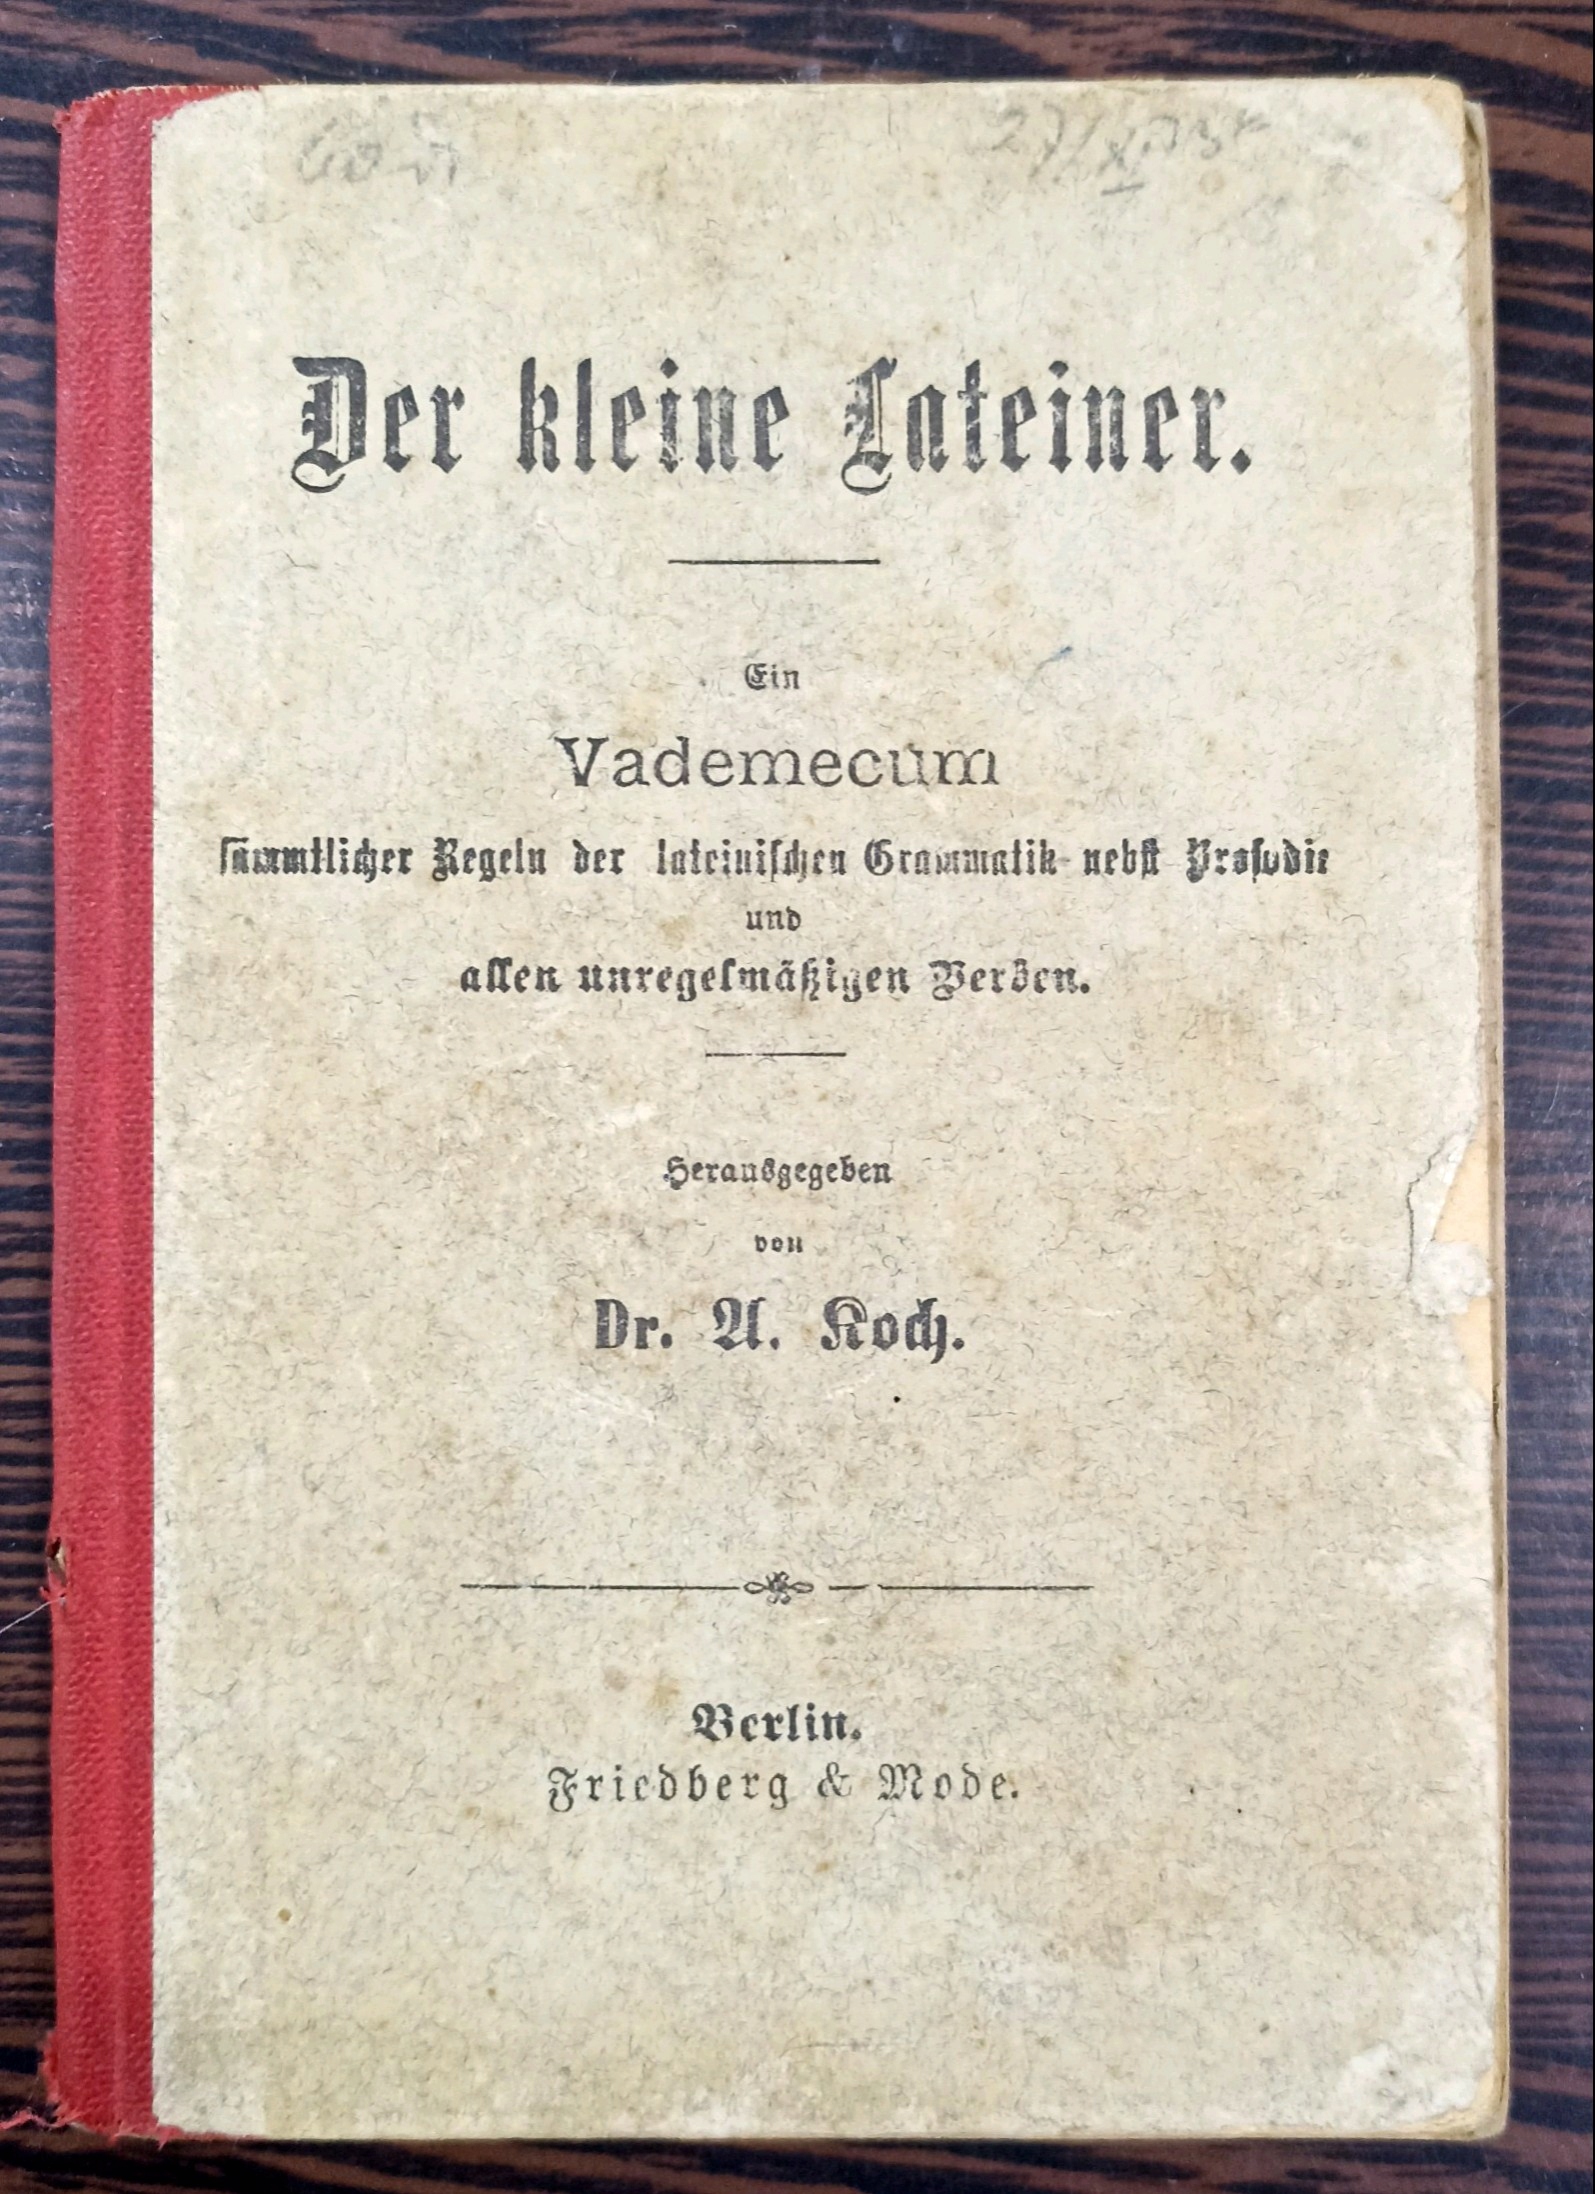 Der kleine Lateiner.
Ein
Vademecum
sämmtlicher Regeln der lateinischen Grammatik nebst Prosodie
und
allen unregelmäßigen Verben.
Herausgegeben
von
Dr. A. Koch.
Berlin.
Friedberg & Mode.